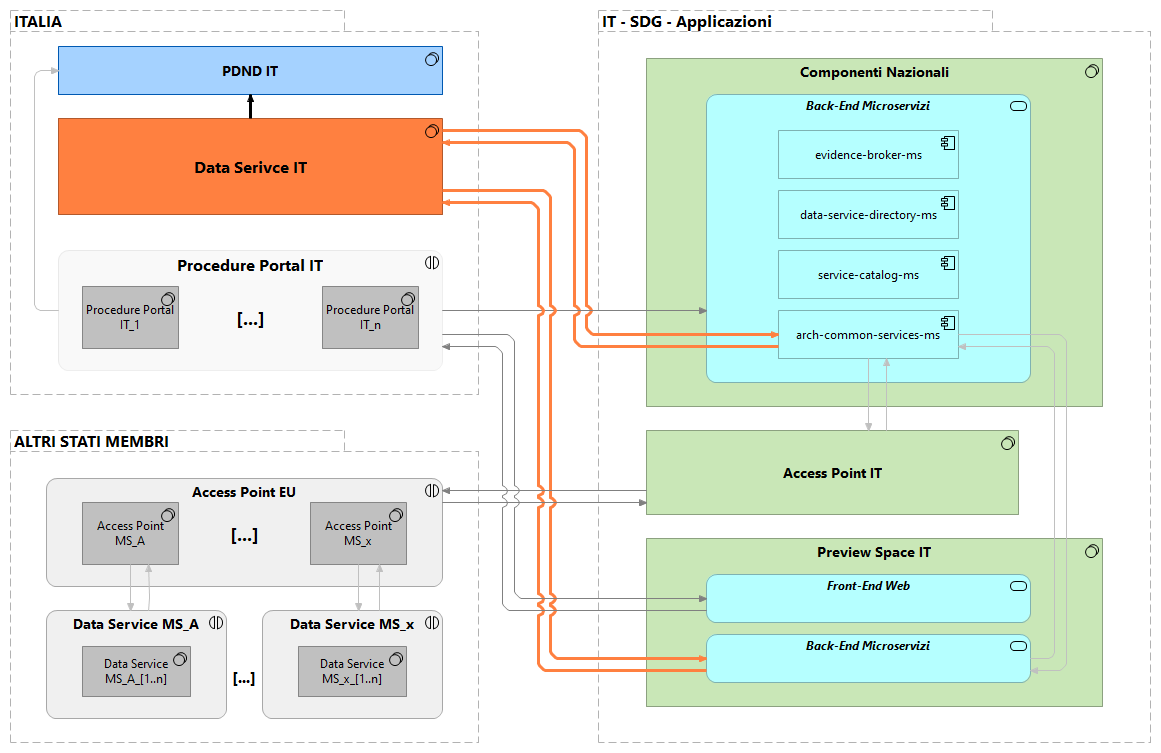 ITALIA
PDND IT
Data Serivce IT
Procedure Portal IT
Procedure Portal
IT_1
[...]
Procedure Portal
IT_n
ALTRI STATI MEMBRI
Access Point EU
Access Point
MS_A
[...]
Access Point
MS_x
Data Service MS_A
Data Service
MS_A_[1..n]
[...]
Data Service MS_x
Data Service
MS_x_[1..n]
IT - SDG - Applicazioni
Componenti Nazionali
Back-End Microservizi
evidence-broker-ms
data-service-directory-ms
service-catalog-ms
arch-common-services-ms
Access Point IT
Preview Space IT
Front-End Web
Back-End Microservizi